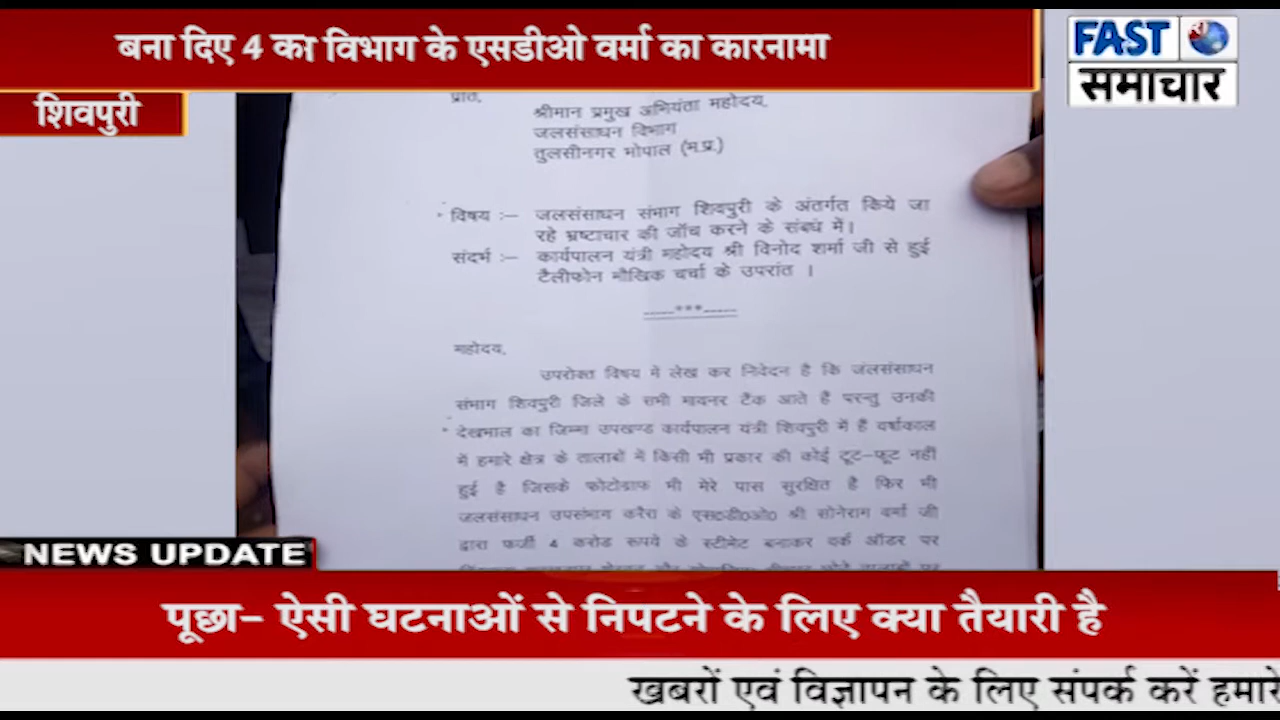 बना दिए 4 का विभाग के एसडीओ वर्मा का कारनामा
FAST
समाचार
शिवपुरी
प्रति,
श्रीमान प्रमुख अभियंता महोदय,
जलसंसाधन विभाग
तुलसीनगर भोपाल (म.प्र.)
विषय :– जलसंसाधन संभाग शिवपुरी के अंतर्गत किये जा
रहे भ्रष्टाचार की जॉच करने के संबध में।
संदर्भ :– कार्यपालन यंत्री महोदय श्री विनोद शर्मा जी से हुई
टैलीफोन मौखिक चर्चा के उपरांत ।
-----***-----
महोदय,
उपरोक्त विषय में लेख कर निवेदन है कि जलसंसाधन
संभाग शिवपुरी जिले के सभी मायनर टैंक आते हैं परन्तु उनकी
देखभाल का जिम्मा उपखण्ड कार्यपालन यंत्री शिवपुरी में हैं वर्षाकाल
में हमारे क्षेत्र के तालाबों में किसी भी प्रकार की कोई टूट–फूट नहीं
हुई है जिसके फोटोग्राफ भी मेरे पास सुरक्षित है फिर भी
जलसंसाधन उपसंभाग करैरा के एस०डी०ओ० श्री सोनेराम वर्मा जी
द्वारा फर्जी 4 करोड रूपये के स्टीमेट बनाकर वर्क ऑडर पर
NEWS UPDATE
पूछा- ऐसी घटनाओं से निपटने के लिए क्या तैयारी है
खबरों एवं विज्ञापन के लिए संपर्क करें हमारे